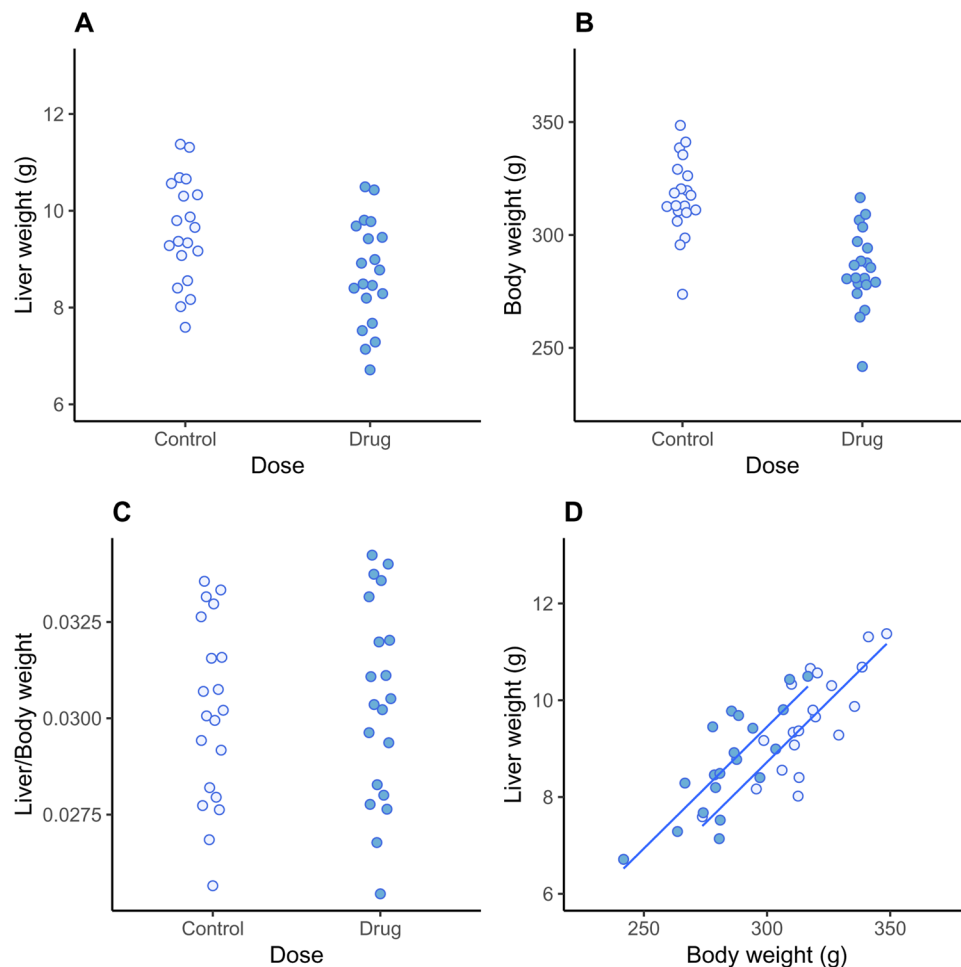 A
Liver weight (g)
12
10
8
6
Control Drug
Dose
B
Body weight (g)
350
300
250
Control Drug
Dose
C
Liver/Body weight
0.0325
0.0300
0.0275
Control Drug
Dose
D
Liver weight (g)
12
10
8
6
250 300 350
Body weight (g)